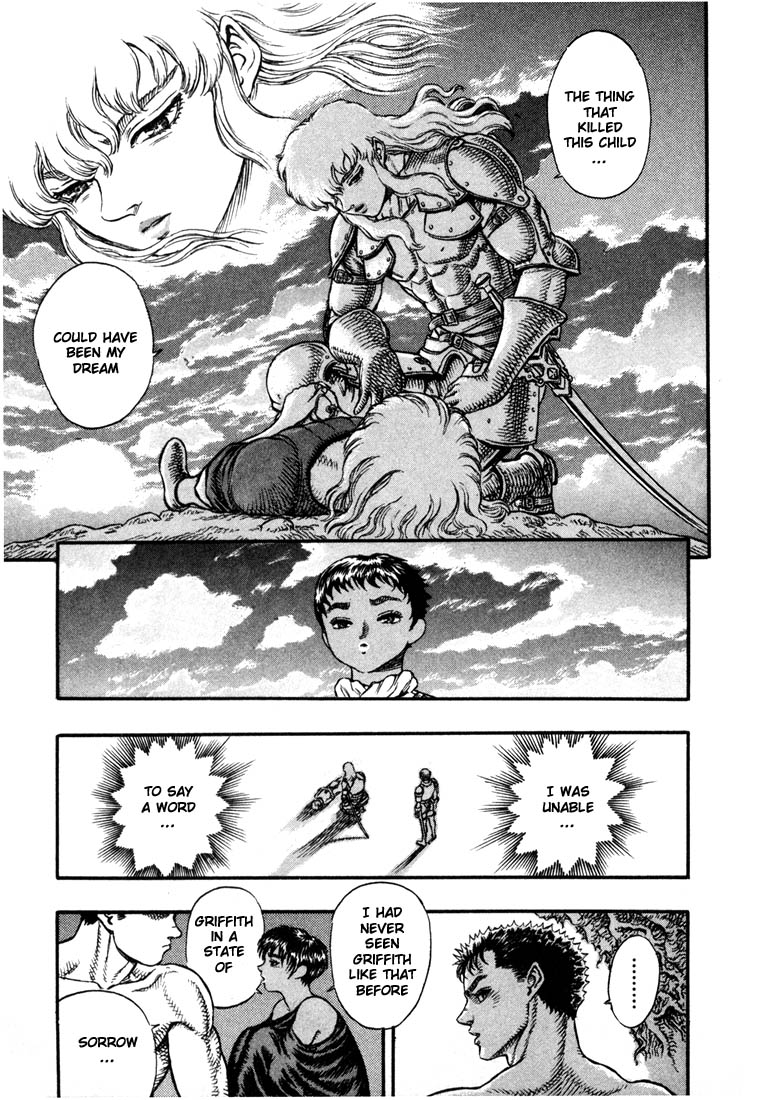 THE THING
THAT
KILLED
THIS CHILD
...
COULD HAVE
BEEN MY
DREAM
I WAS
UNABLE
...
TO SAY
A WORD
...
.........
I HAD
NEVER
SEEN
GRIFFITH
LIKE THAT
BEFORE
GRIFFITH
IN A
STATE
OF
SORROW
...